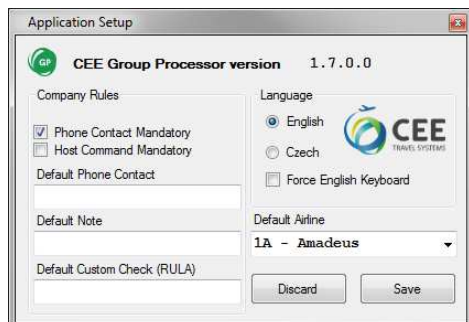 Application Setup
GP
CEE Group Processor version 1.7.0.0
Company Rules
Phone Contact Mandatory
Host Command Mandatory
Default Phone Contact
Default Note
Default Custom Check (RULA)
Language
English
Czech
Force English Keyboard
CEE
TRAVEL SYSTEMS
Default Airline
1A - Amadeus
Discard
Save